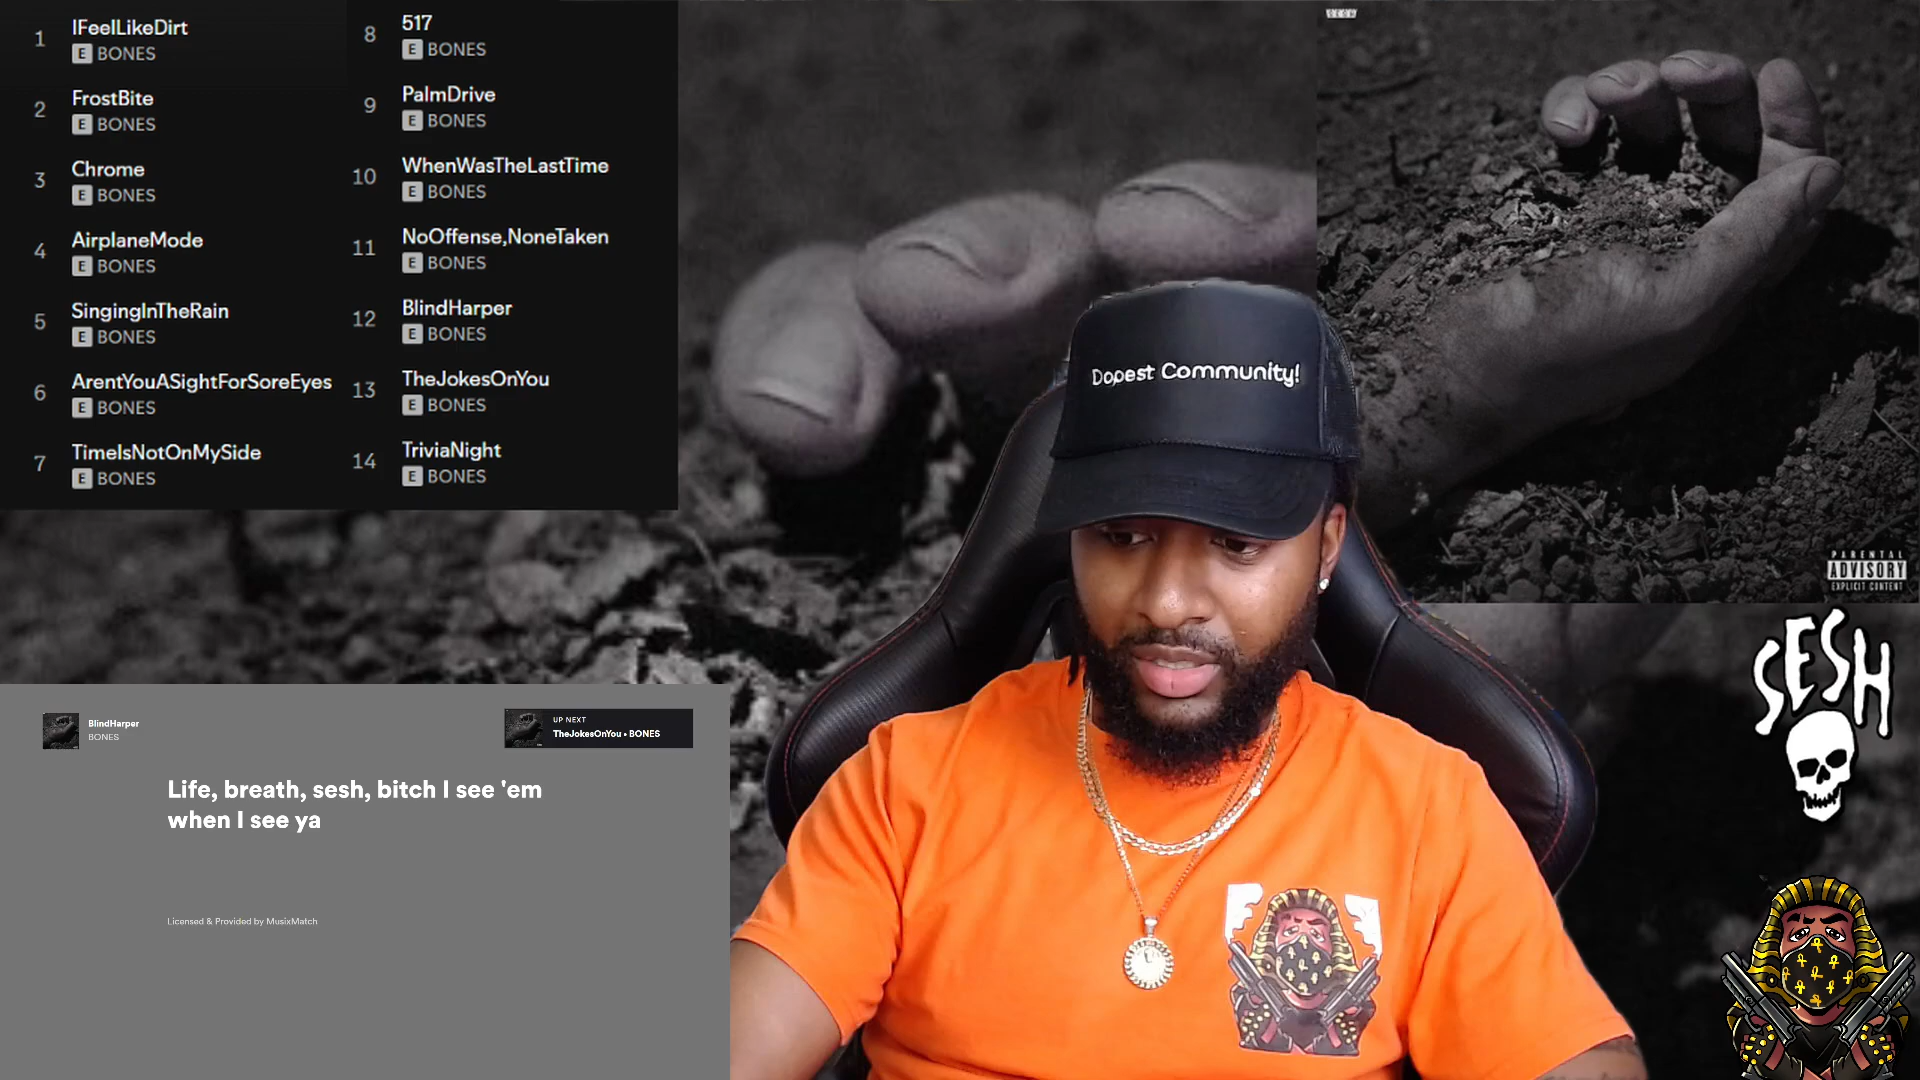 1
IFeelLikeDirt
E BONES
2
FrostBite
E BONES
3
Chrome
E BONES
4
AirplaneMode
E BONES
5
SingingInTheRain
E BONES
6
ArentYouASightForSoreEyes
E BONES
7
TimeIsNotOnMySide
E BONES
8
517
E BONES
9
PalmDrive
E BONES
10
WhenWasTheLastTime
E BONES
11
NoOffense,NoneTaken
E BONES
12
BlindHarper
E BONES
13
TheJokesOnYou
E BONES
14
TriviaNight
E BONES
PARENTAL
ADVISORY
EXPLICIT CONTENT
Dopest Community!
SESH
BlindHarper
BONES
UP NEXT
TheJokesOnYou • BONES
Life, breath, sesh, bitch I see 'em
when I see ya
Licensed & Provided by MusixMatch